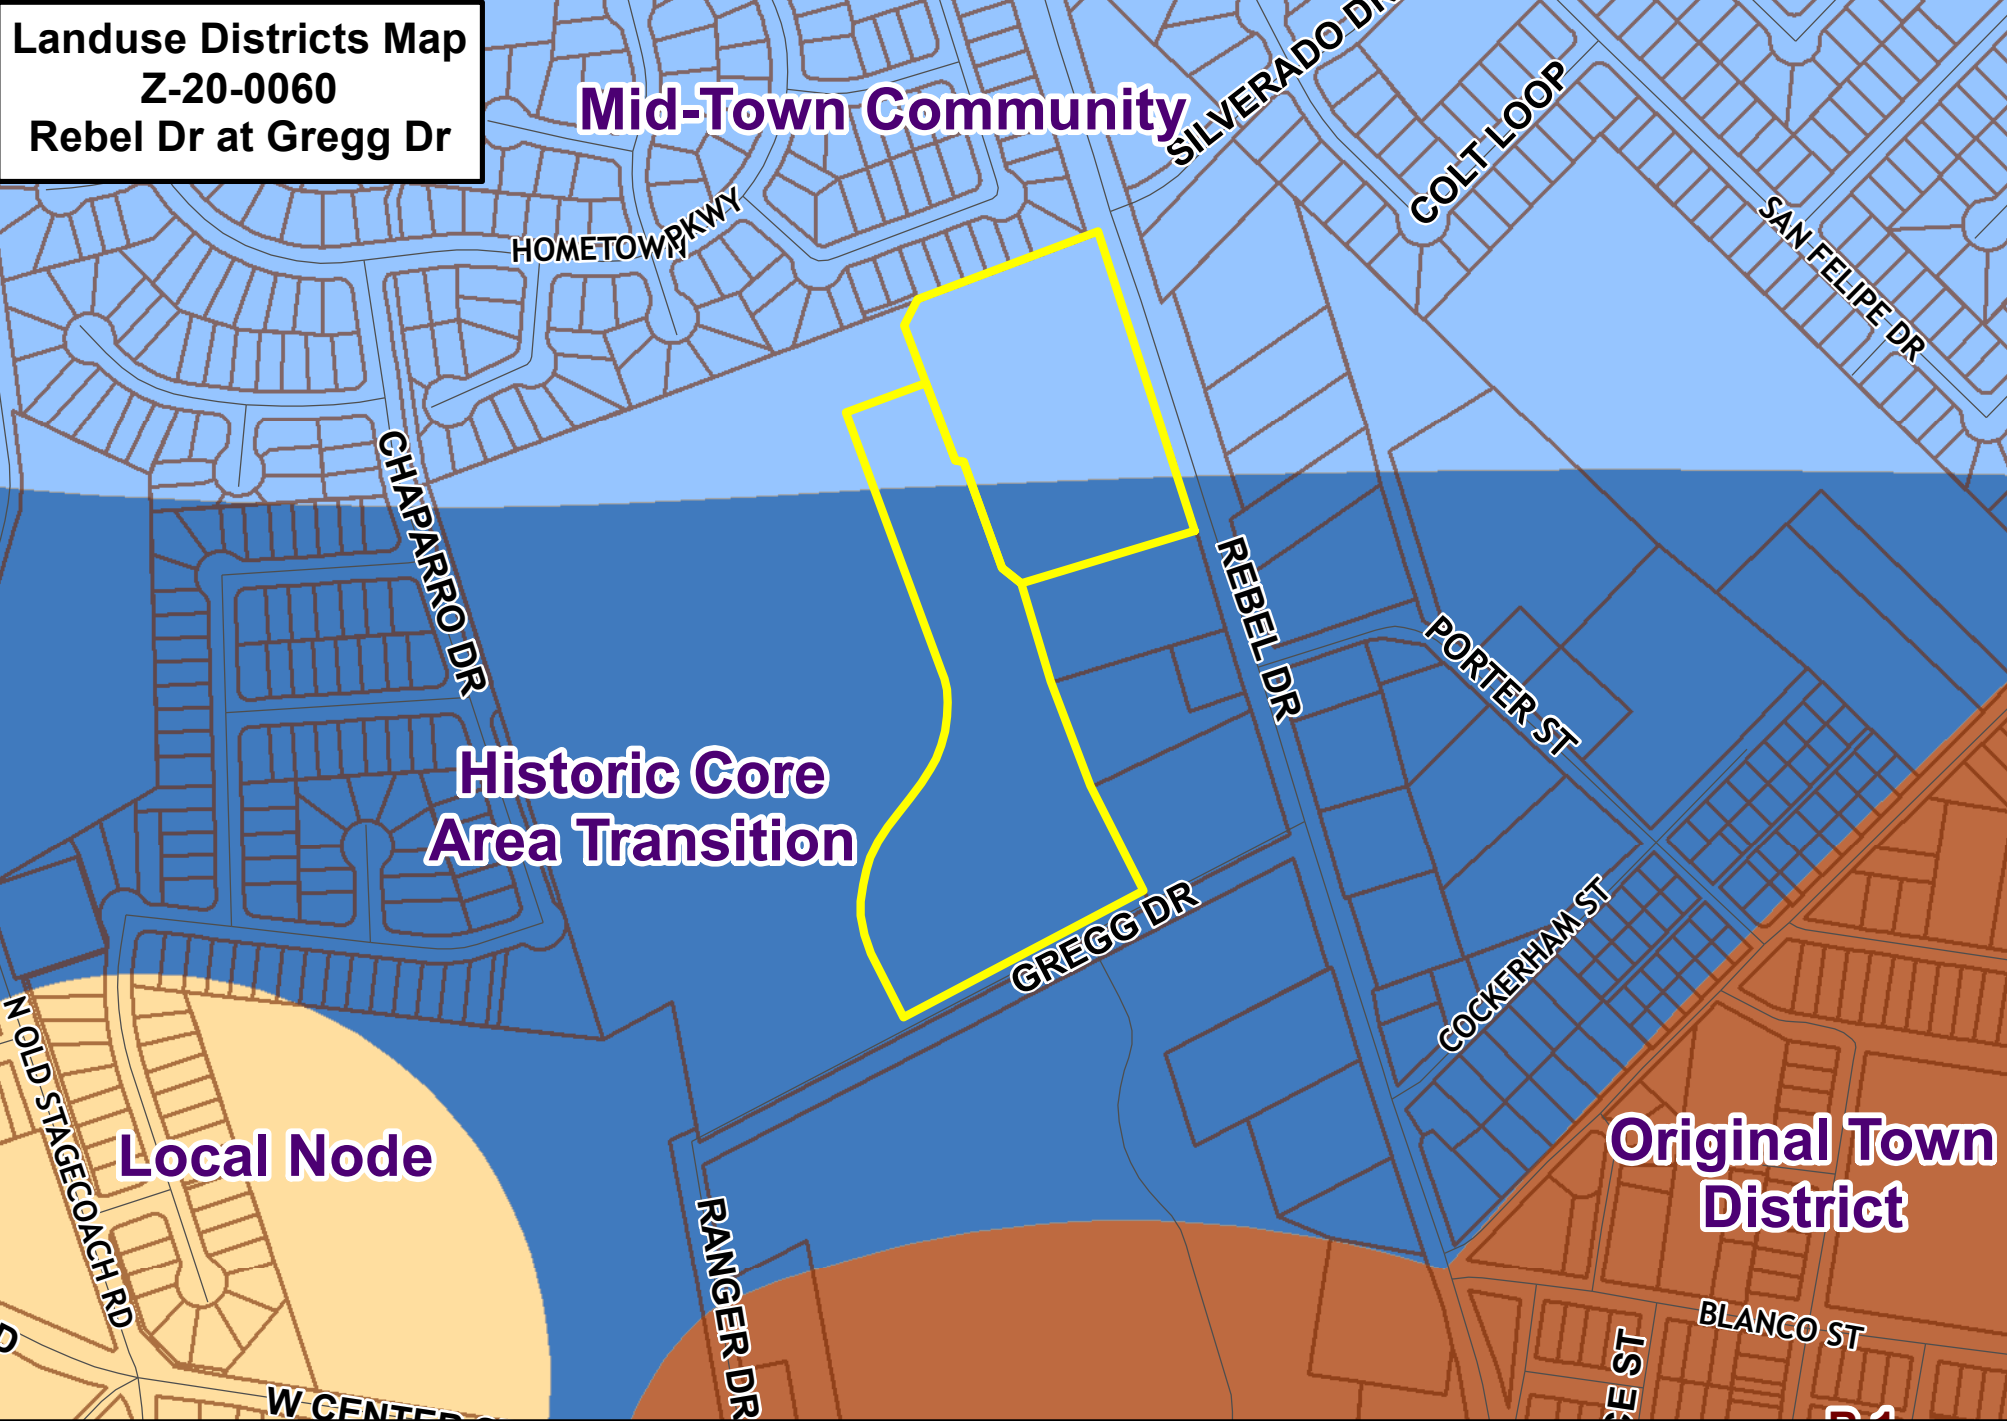 Landuse Districts Map
Z-20-0060
Rebel Dr at Gregg Dr
Mid-Town Community
SILVERADO DR
COLT LOOP
HOMETOWN PKWY
SAN FELIPE DR
CHAPARRO DR
REBEL DR
PORTER ST
Historic Core
Area Transition
GREGG DR
COCKERHAM ST
N OLD STAGECOACH RD
Local Node
Original Town
District
RANGER DR
BLANCO ST
W CENTER